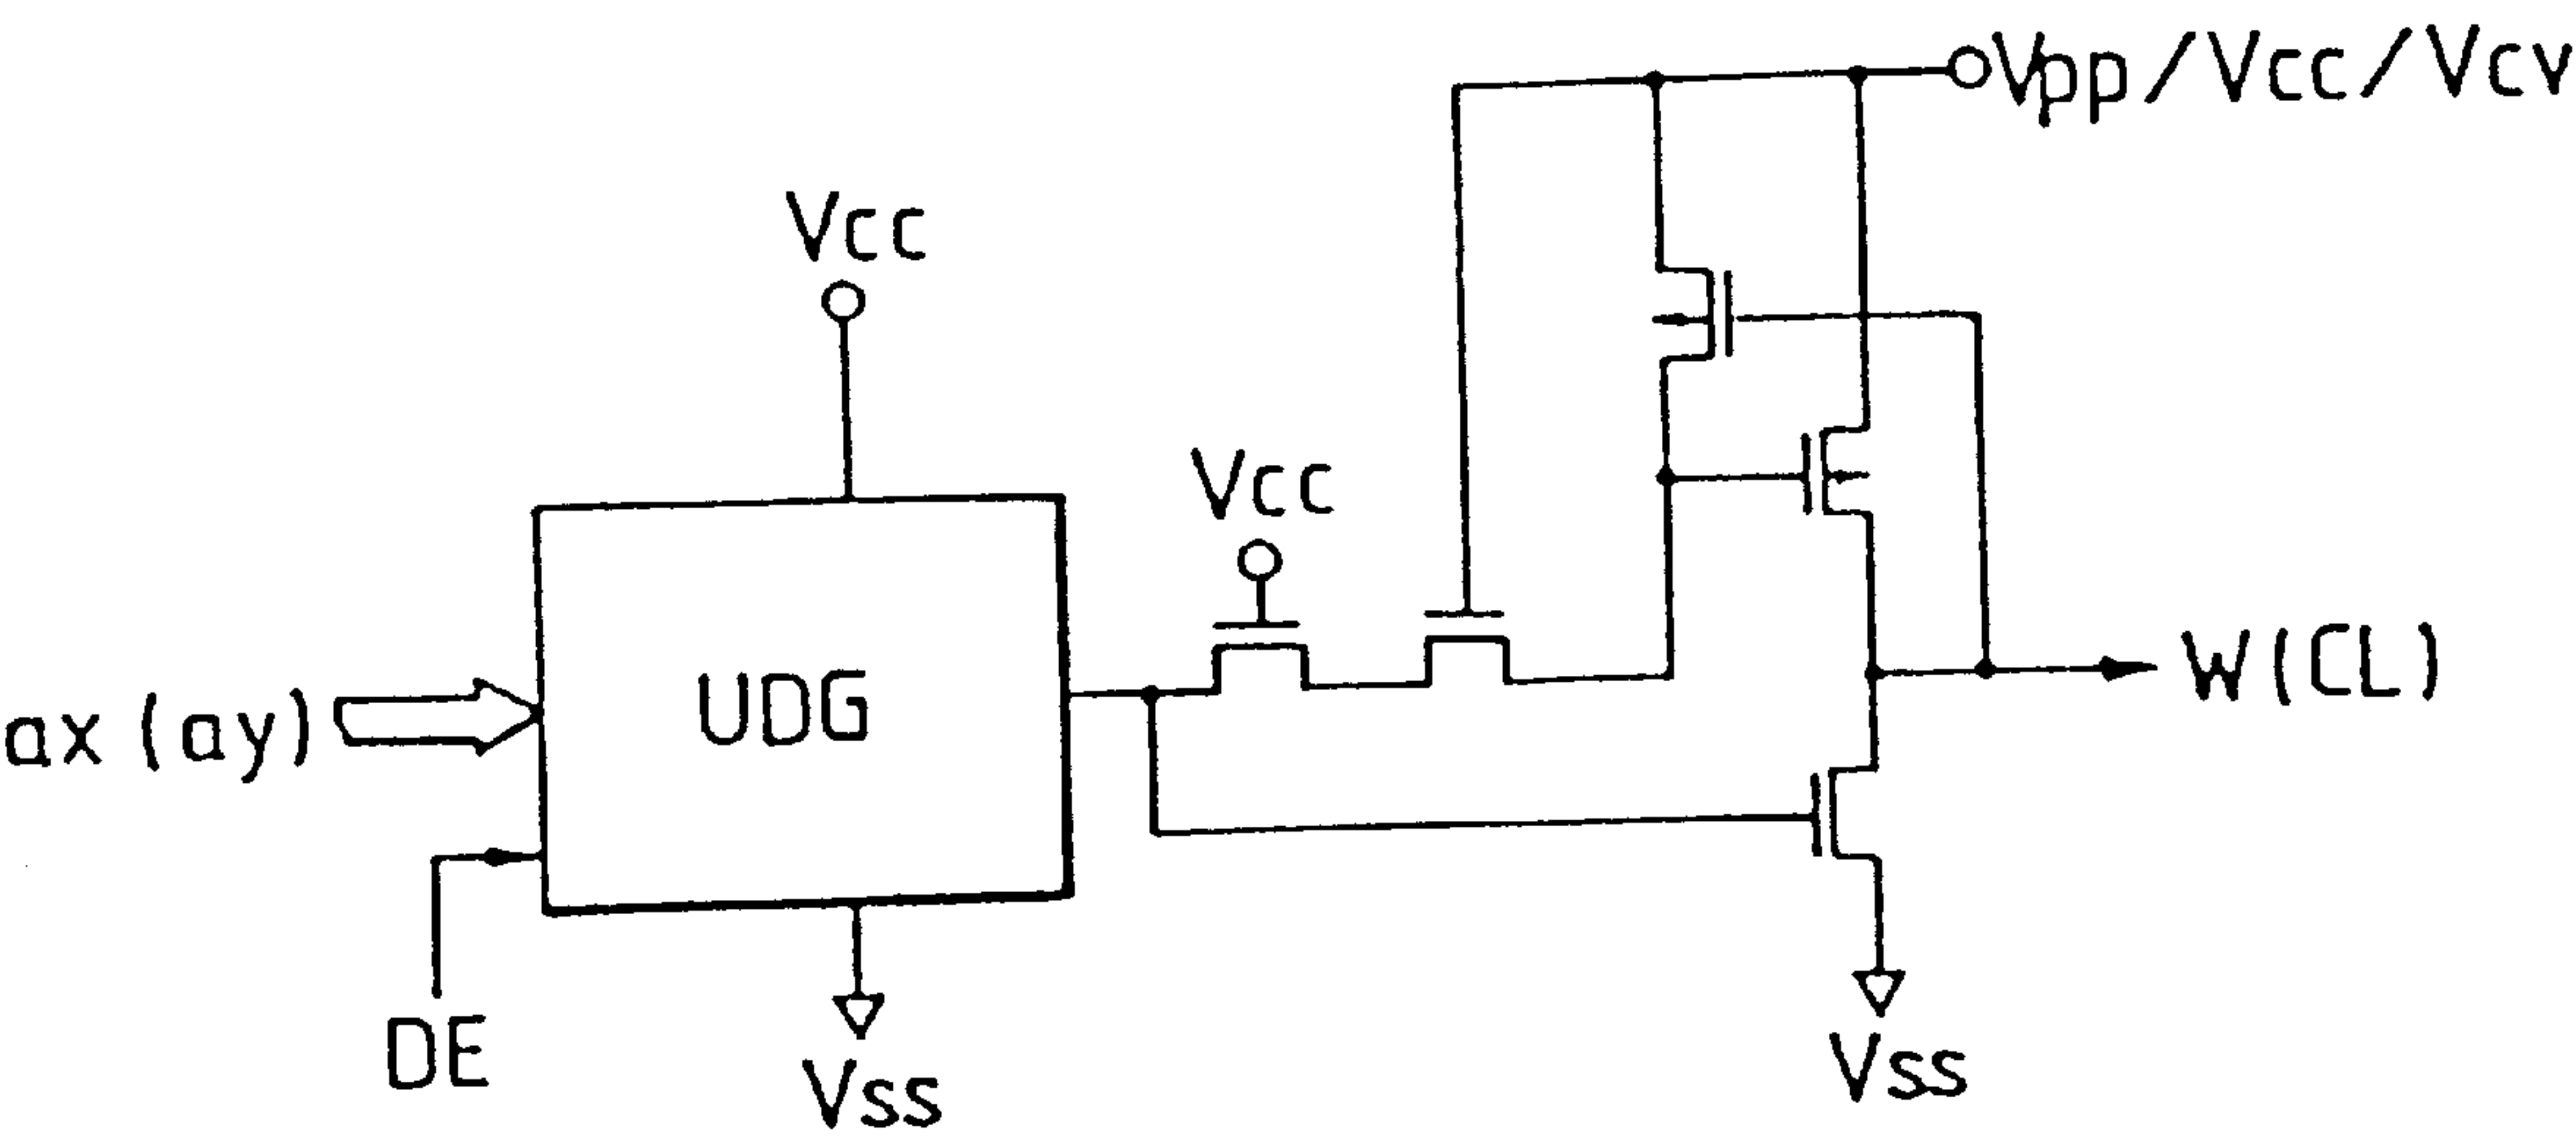 Vpp/Vcc/Vcv
Vcc
Vcc
UDG
W(CL)
ax(ay)
DE
Vss
Vss